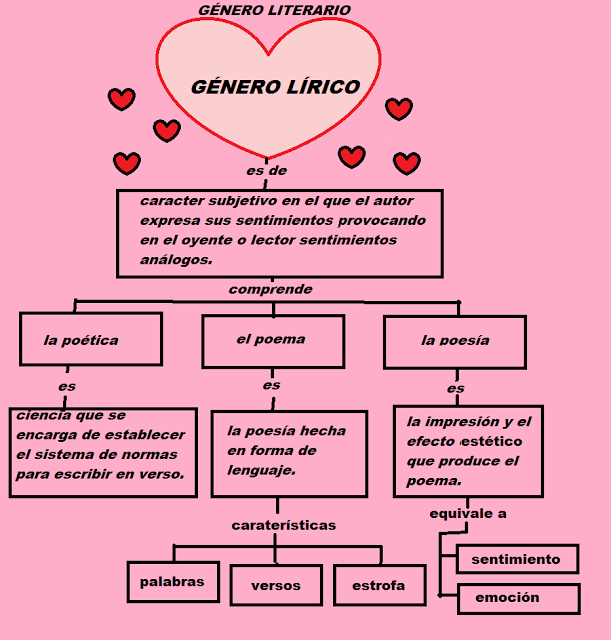 GÉNERO LITERARIO
GÉNERO LÍRICO
es de
caracter subjetivo en el que el autor
expresa sus sentimientos provocando
en el oyente o lector sentimientos
análogos.
comprende
la poética
el poema
la poesía
es
es
es
ciencia que se
encarga de establecer
el sistema de normas
para escribir en verso.
la poesía hecha
en forma de
lenguaje.
la impresión y el
efecto estético
que produce el
poema.
caraterísticas
equivale a
palabras
versos
estrofa
sentimiento
emoción